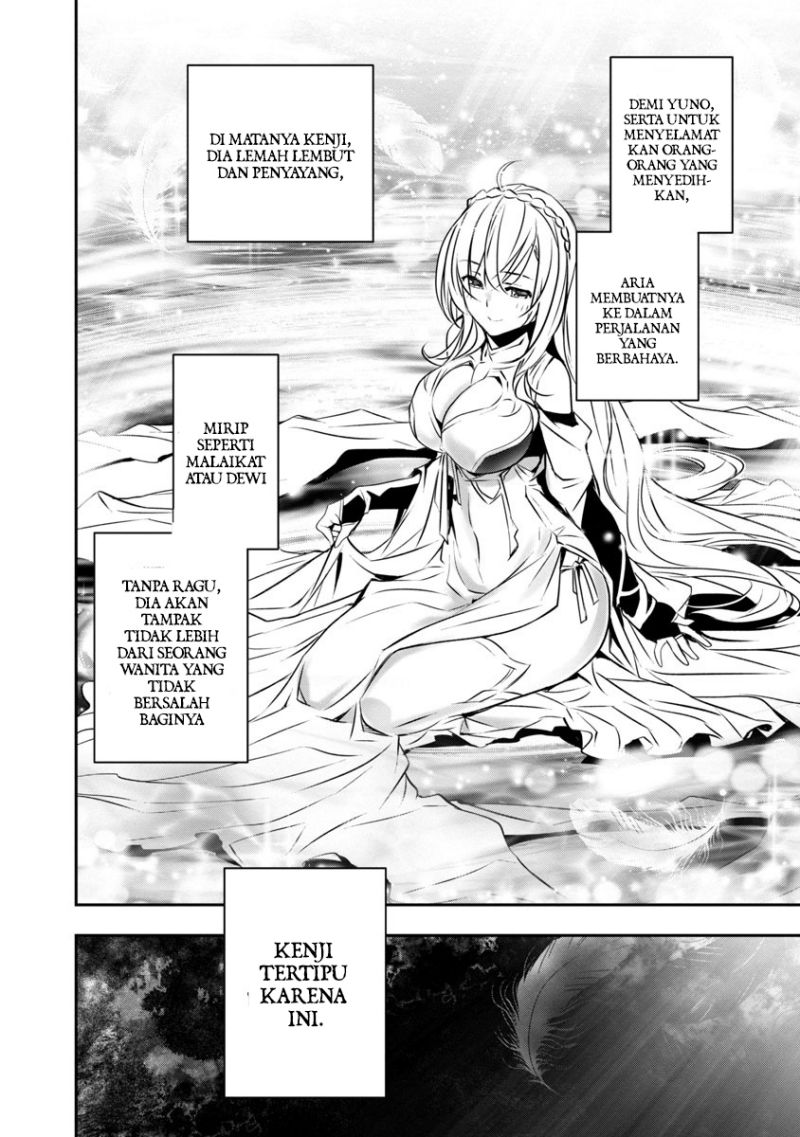 DEMI YUNO,
SERTA UNTUK
MENYELAMAT
KAN ORANG-
ORANG YANG
MENYEDIH-
KAN,
ARIA
MEMBUATNYA
KE DALAM
PERJALANAN
YANG
BERBAHAYA.
DI MATANYA KENJI,
DIA LEMAH LEMBUT
DAN PENYAYANG,
MIRIP
SEPERTI
MALAIKAT
ATAU DEWI
TANPA RAGU,
DIA AKAN
TAMPAK
TIDAK LEBIH
DARI SEORANG
WANITA YANG
TIDAK
BERSALAH
BAGINYA
KENJI
TERTIPU
KARENA
INI.